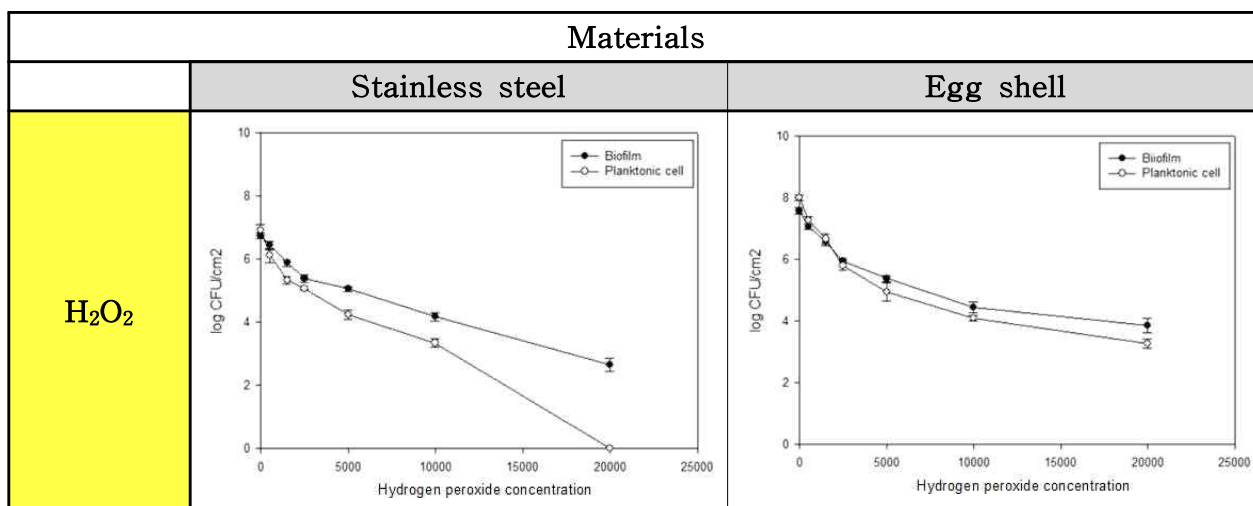 Materials
Stainless steel
Egg shell
H₂O₂
10
8
6
4
2
0
log CFU/cm2
Biofilm
Planktonic cell
0
5000
10000
15000
20000
25000
Hydrogen peroxide concentration
10
8
6
4
2
0
log CFU/cm2
Biiofilm
Planktonic cell
0
5000
10000
15000
20000
25000
Hydrogen peroxide concentration